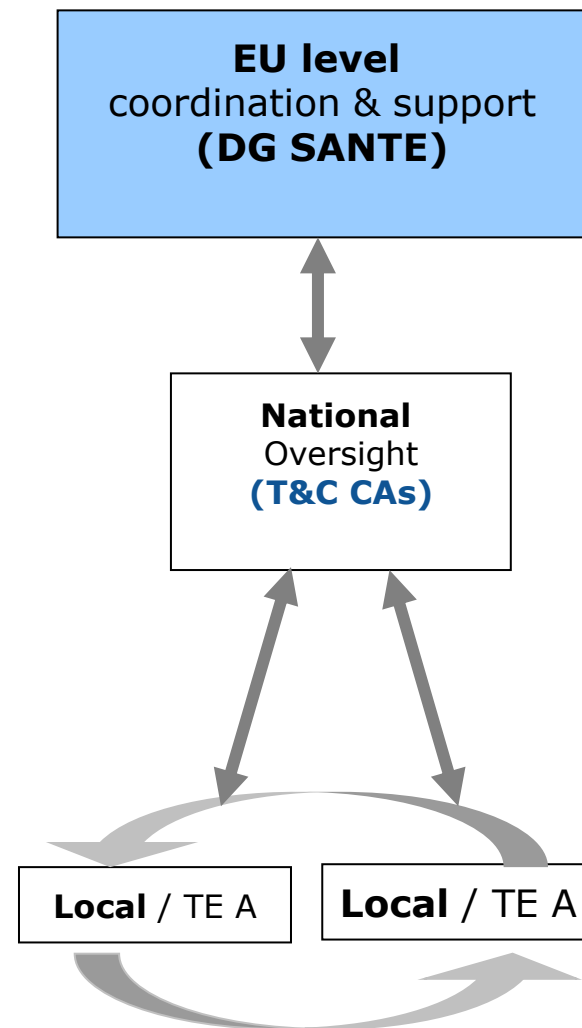 EU level
coordination & support
(DG SANTE)
National
Oversight
(T&C CAs)
Local / TE A
Local / TE A